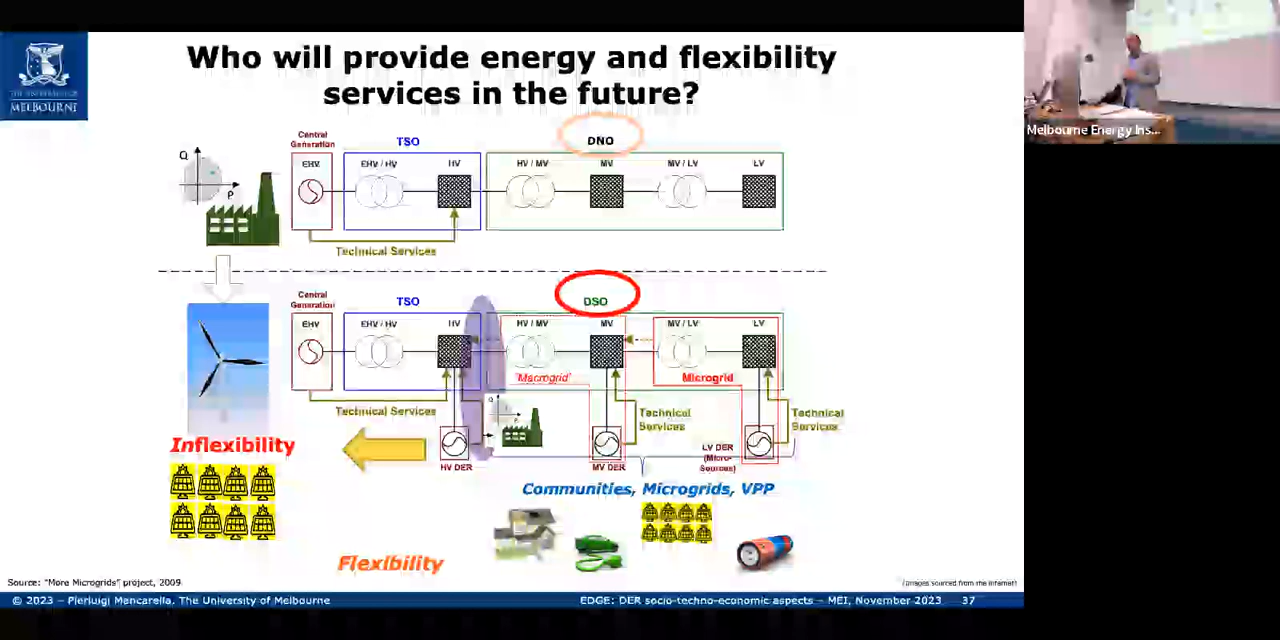 Who will provide energy and flexibility
services in the future?
THE UNIVERSITY OF
MELBOURNE
Melbourne Energy Ins...
Central
Generation
TSO
DNO
Q
P
EHV
EHV / HV
HV
HV / MV
MV
MV / LV
LV
Technical Services
Central
Generation
TSO
DSO
EHV
EHV / HV
HV
HV / MV
MV
MV / LV
LV
'Macrogrid'
Microgrid
Technical Services
Q
Technical
Services
Technical
Services
Inflexibility
HV DER
MV DER
LV DER
(Micro-
Sources)
Communities, Microgrids, VPP
Flexibility
Source: "More Microgrids" project, 2009
(Images sourced from the internet)
© 2023 – Pierluigi Mancarella, The University of Melbourne
EDGE: DER socio-techno-economic aspects – MEI, November 2023 37